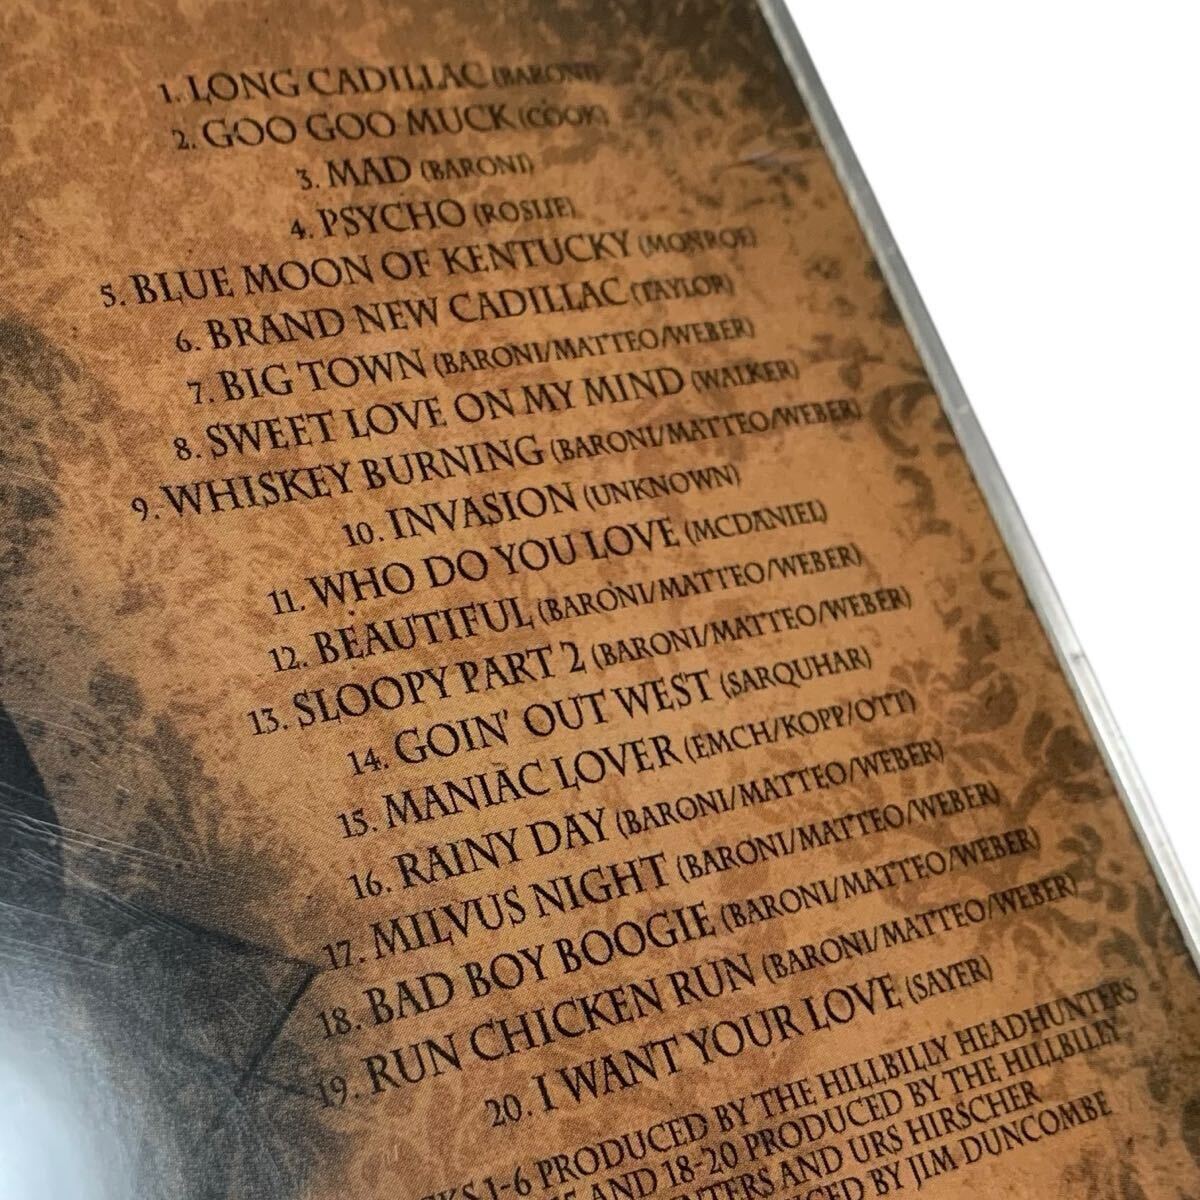 1. LONG CADILLAC (BARONI)
2. GOO GOO MUCK (COOK)
3. MAD (BARONI)
4. PSYCHO (ROSLIE)
5. BLUE MOON OF KENTUCKY (MONROE)
6. BRAND NEW CADILLAC (TAYLOR)
7. BIG TOWN (BARONI/MATTEO/WEBER)
8. SWEET LOVE ON MY MIND (WALKER)
9. WHISKEY BURNING (BARONI/MATTEO/WEBER)
10. INVASION (UNKNOWN)
11. WHO DO YOU LOVE (MCDANIEL)
12. BEAUTIFUL (BARONI/MATTEO/WEBER)
13. SLOOPY PART 2 (BARONI/MATTEO/WEBER)
14. GOIN' OUT WEST (SARQUHAR)
15. MANIAC LOVER (EMCH/KOPP/OTT)
16. RAINY DAY (BARONI/MATTEO/WEBER)
17. MILVUS NIGHT (BARONI/MATTEO/WEBER)
18. BAD BOY BOOGIE (BARONI/MATTEO/WEBER)
19. RUN CHICKEN RUN (BARONI/MATTEO/WEBER)
20. I WANT YOUR LOVE (SAYER)
1-6 PRODUCED BY THE HILLBILLY HEADHUNTERS
AND 18-20 PRODUCED BY THE HILLBILLEY
AND URS HIRSCHER
BY JIM DUNCOMBE